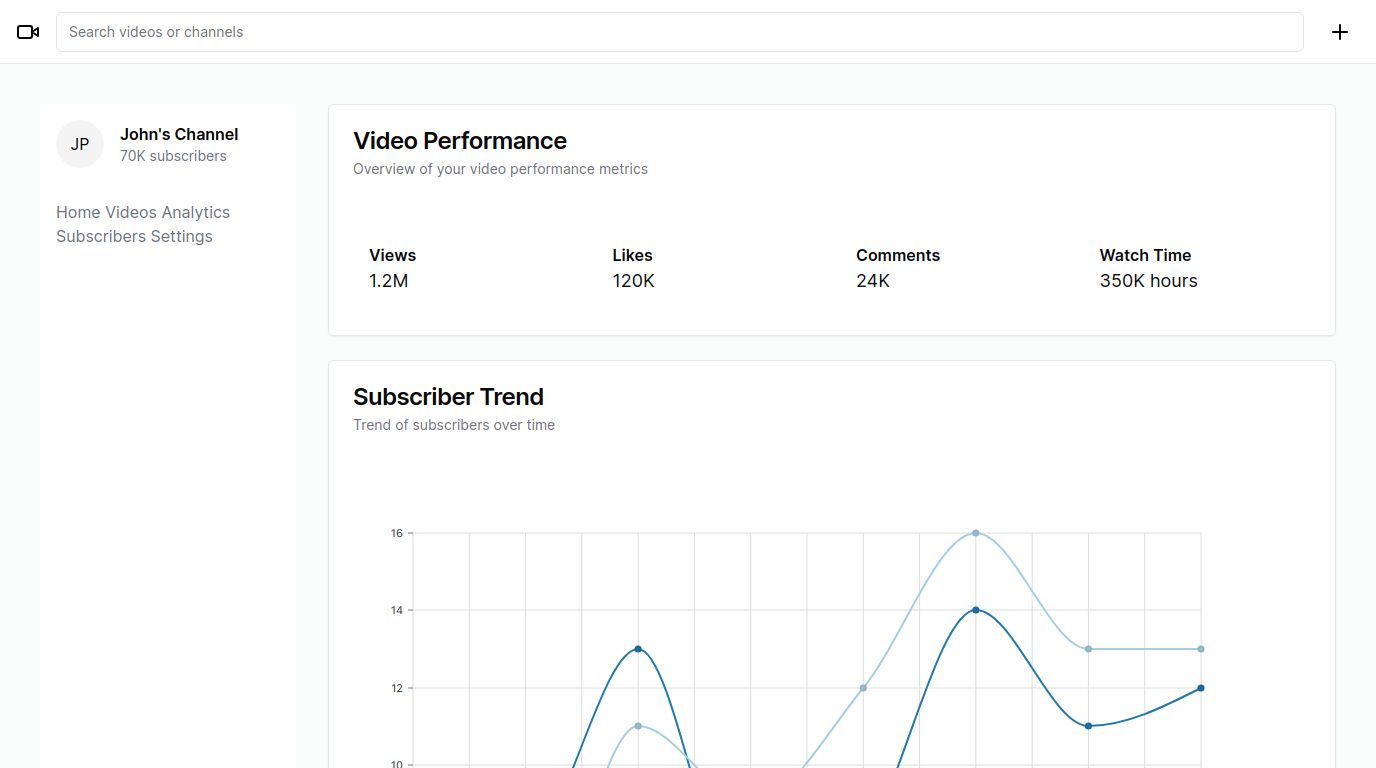 Search videos or channels
JP
John's Channel
70K subscribers
Home Videos Analytics
Subscribers Settings
Video Performance
Overview of your video performance metrics
Views
1.2M
Likes
120K
Comments
24K
Watch Time
350K hours
Subscriber Trend
Trend of subscribers over time
16
14
12
10